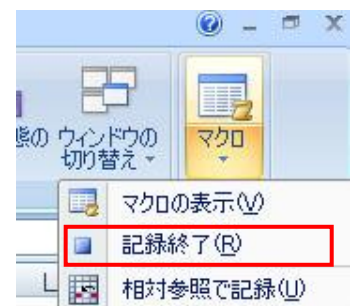 態の
ウィンドウの
切り替え
マクロ
マクロの表示(V)
記録終了(R)
L
相対参照で記録(U)